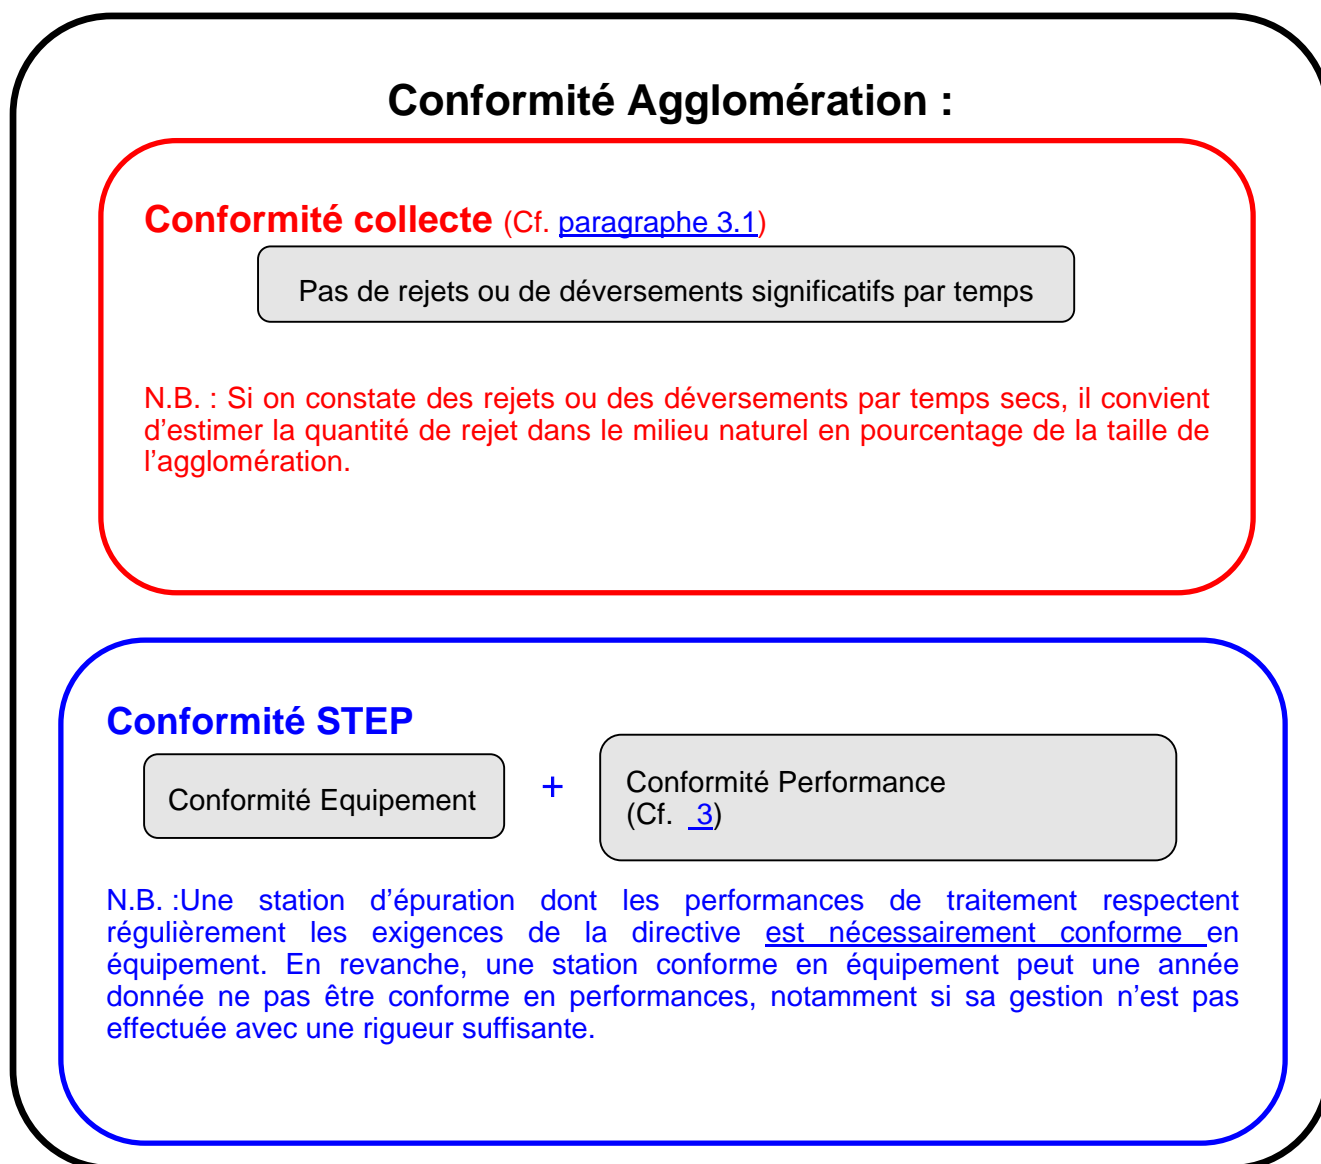 Conformité Agglomération :
Conformité collecte (Cf. paragraphe 3.1)
Pas de rejets ou de déversements significatifs par temps
N.B. : Si on constate des rejets ou des déversements par temps secs, il convient
d'estimer la quantité de rejet dans le milieu naturel en pourcentage de la taille de
l'agglomération.
Conformité STEP
Conformité Equipement
+
Conformité Performance
(Cf. 3)
N.B. :Une station d'épuration dont les performances de traitement respectent
régulièrement les exigences de la directive est nécessairement conforme en
équipement. En revanche, une station conforme en équipement peut une année
donnée ne pas être conforme en performances, notamment si sa gestion n'est pas
effectuée avec une rigueur suffisante.